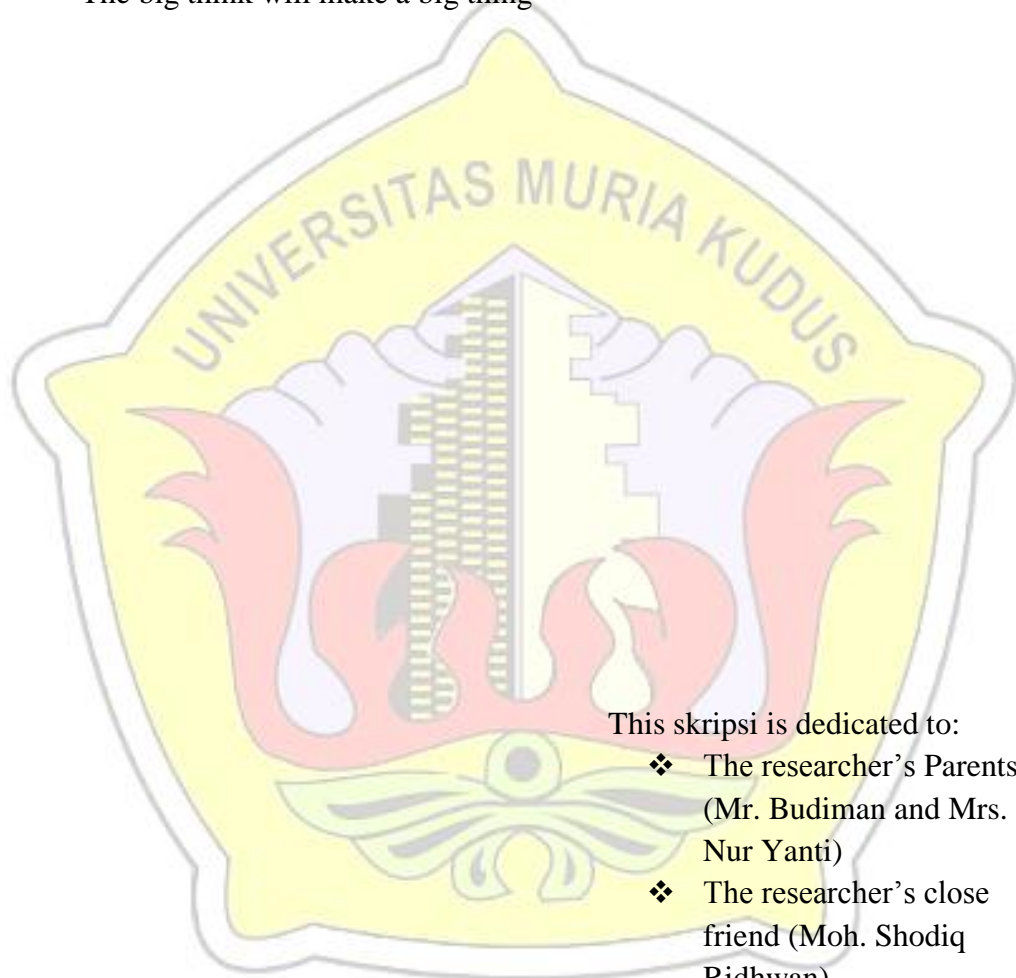 The big think will make a big thing
UNIVERSITAS MURIA KUDUS
This skripsi is dedicated to:
❖ The researcher’s Parents
(Mr. Budiman and Mrs.
Nur Yanti)
❖ The researcher’s close
friend (Moh. Shodiq
Ridhwan)